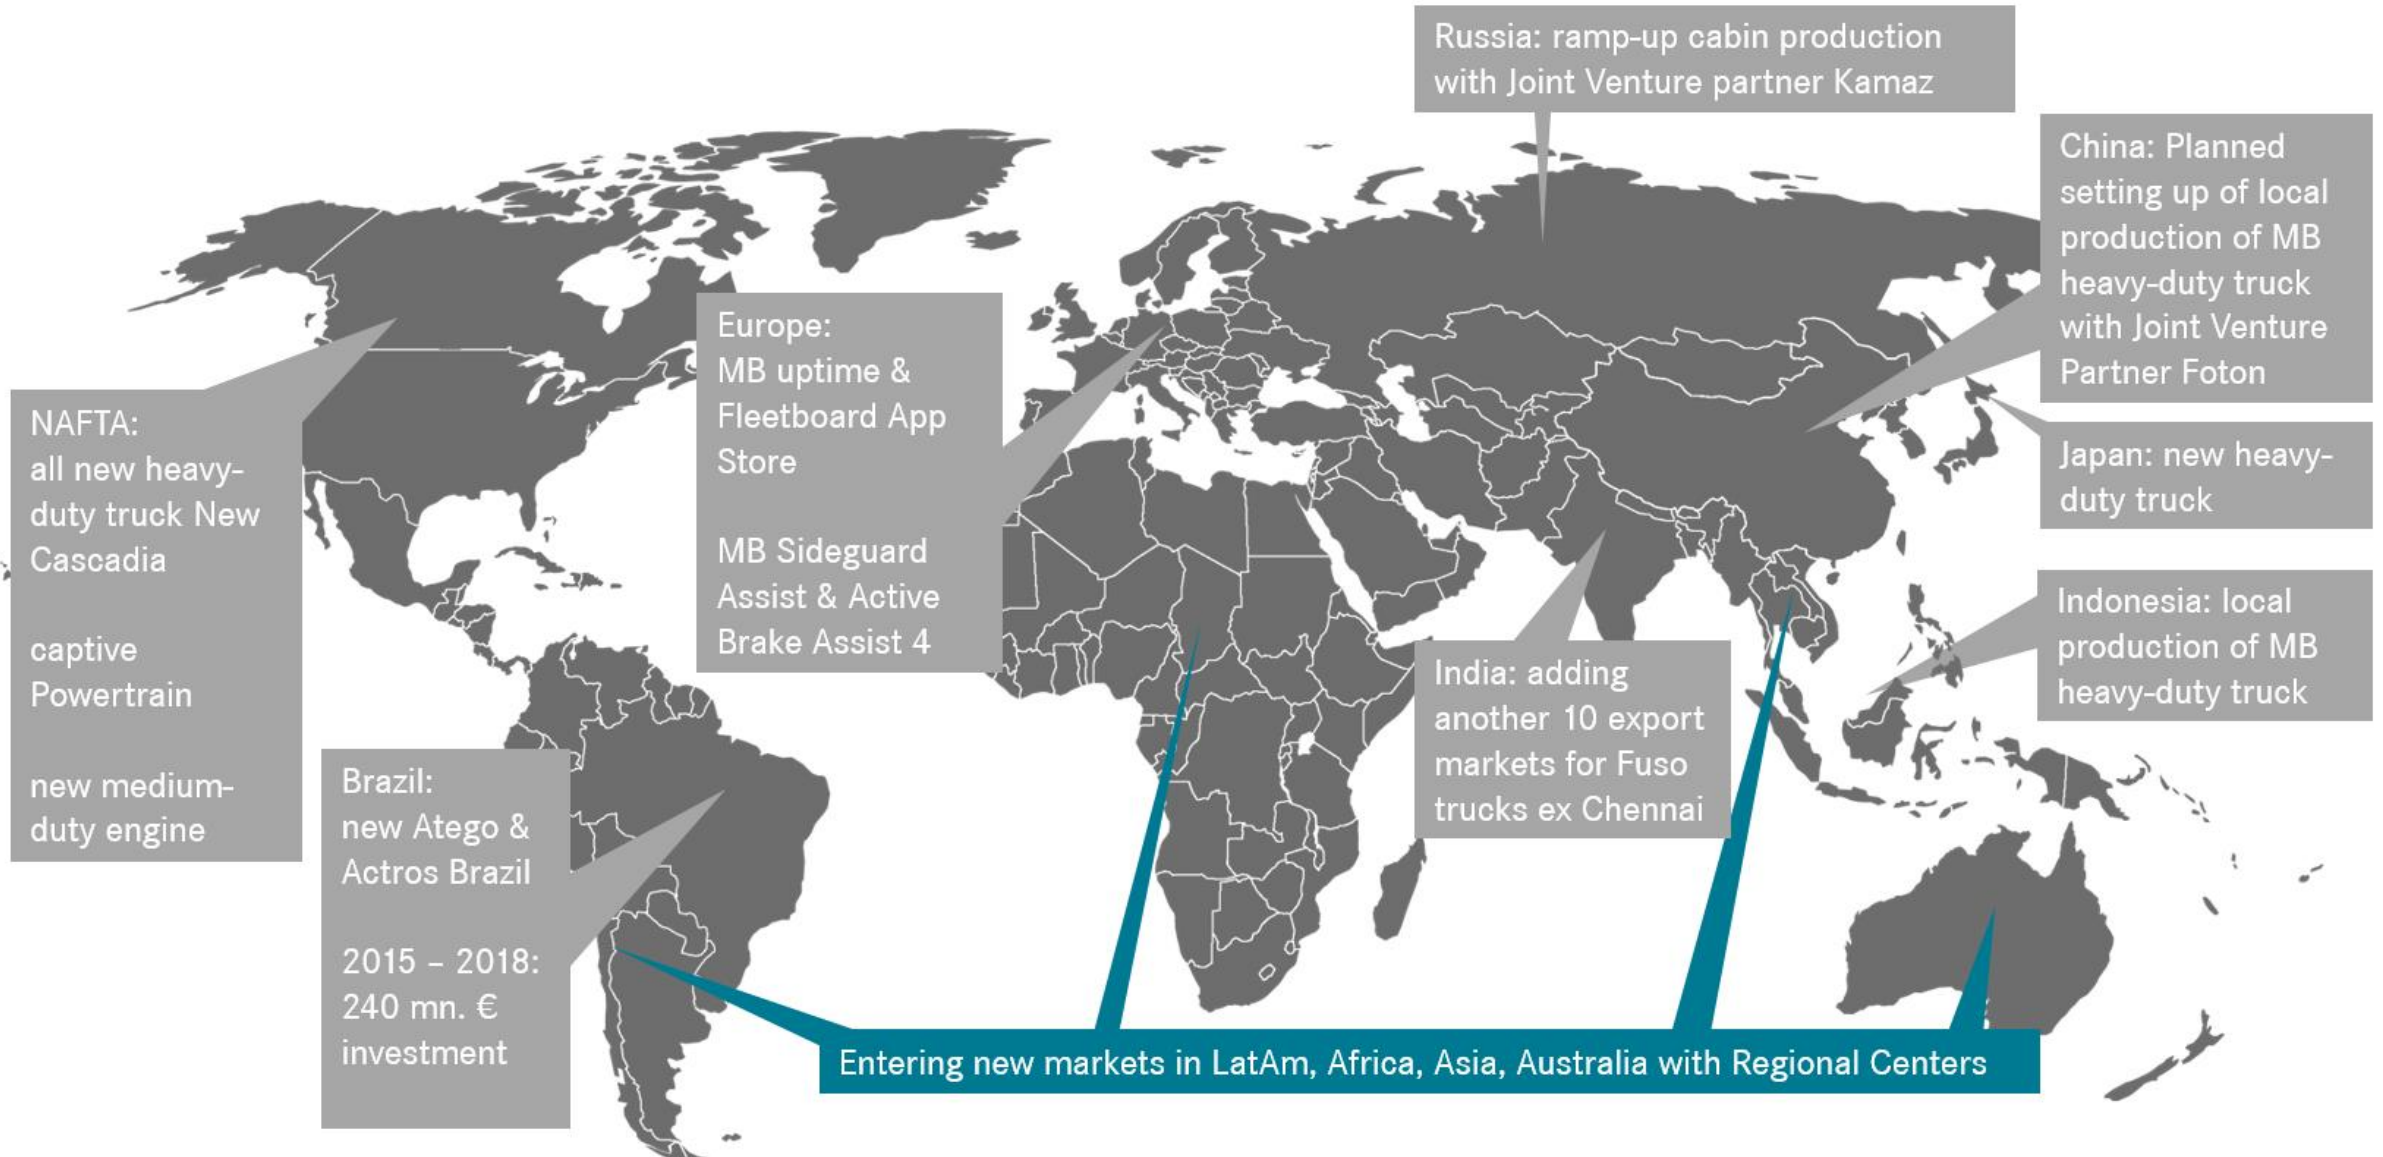 Russia: ramp-up cabin production
with Joint Venture partner Kamaz
China: Planned
setting up of local
production of MB
heavy-duty truck
with Joint Venture
Partner Foton
Europe:
MB uptime &
Fleetboard App
Store
MB Sideguard
Assist & Active
Brake Assist 4
NAFTA:
all new heavy-
duty truck New
Cascadia
captive
Powertrain
new medium-
duty engine
Japan: new heavy-
duty truck
Indonesia: local
production of MB
heavy-duty truck
India: adding
another 10 export
markets for Fuso
trucks ex Chennai
Brazil:
new Atego &
Actros Brazil
2015 – 2018:
240 mn. €
investment
Entering new markets in LatAm, Africa, Asia, Australia with Regional Centers